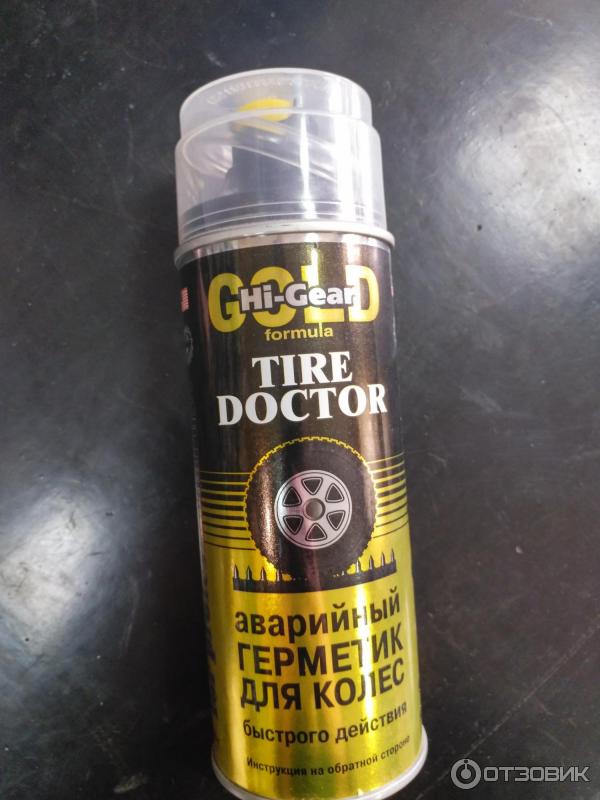 GOLD
Hi-Gear
formula
TIRE
DOCTOR
аварийный
ГЕРМЕТИК
ДЛЯ КОЛЕС
быстрого действия
Инструкция на обратной стороне
ОТЗОВИК